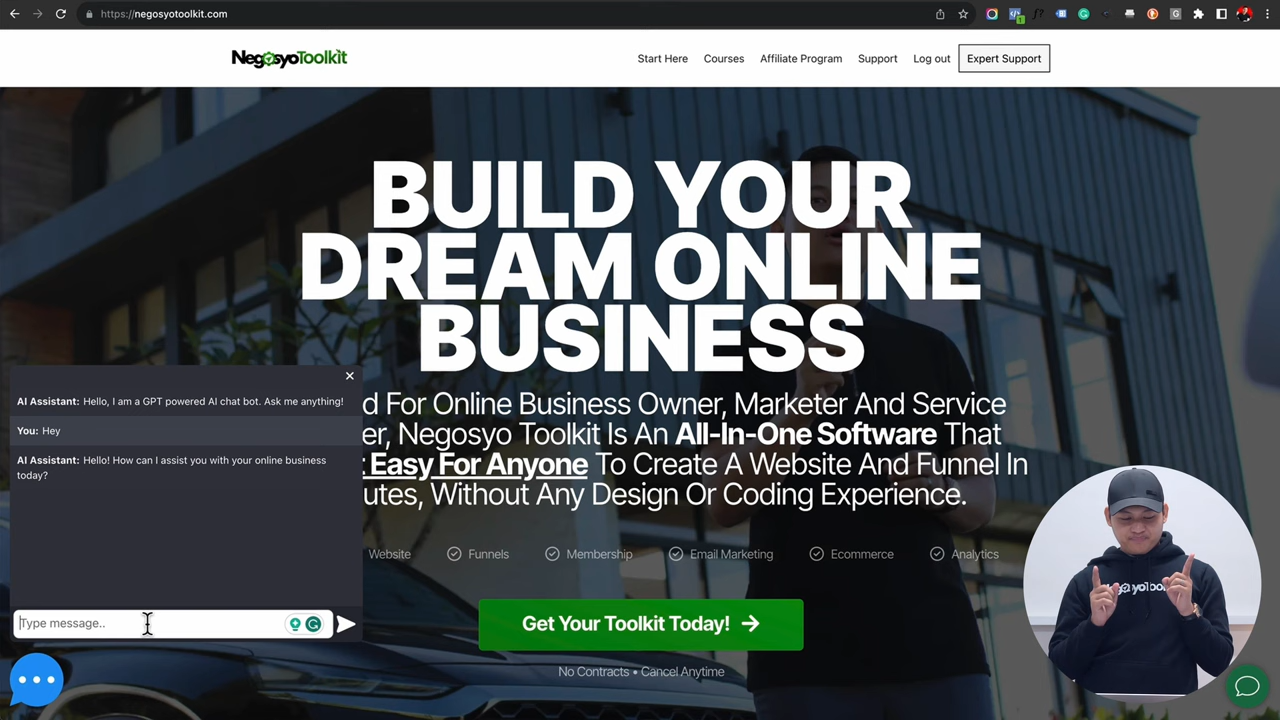 https://negosyotoolkit.com
NegosyoToolkit
Start Here
Courses
Affiliate Program
Support
Log out
Expert Support
BUILD YOUR
DREAM ONLINE
BUSINESS
d For Online Business Owner, Marketer And Service
er, Negosyo Toolkit Is An All-In-One Software That
Easy For Anyone To Create A Website And Funnel In
utes, Without Any Design Or Coding Experience.
Website
Funnels
Membership
Email Marketing
Ecommerce
Analytics
Get Your Toolkit Today!
No Contracts • Cancel Anytime
AI Assistant: Hello, I am a GPT powered AI chat bot. Ask me anything!
You: Hey
AI Assistant: Hello! How can I assist you with your online business
today?
Type message..